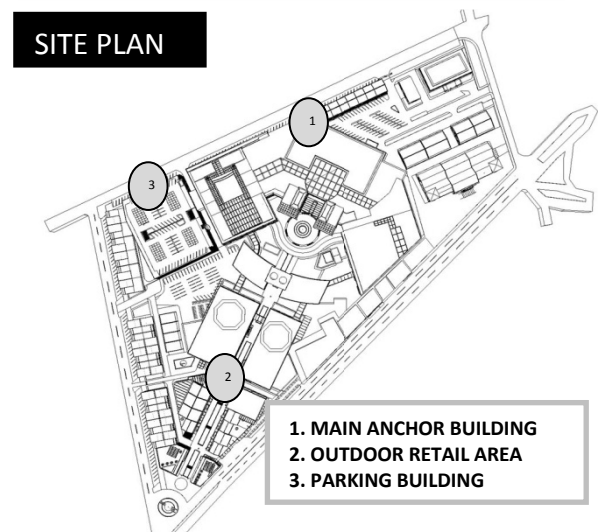 SITE PLAN
1
3
2
1. MAIN ANCHOR BUILDING
2. OUTDOOR RETAIL AREA
3. PARKING BUILDING